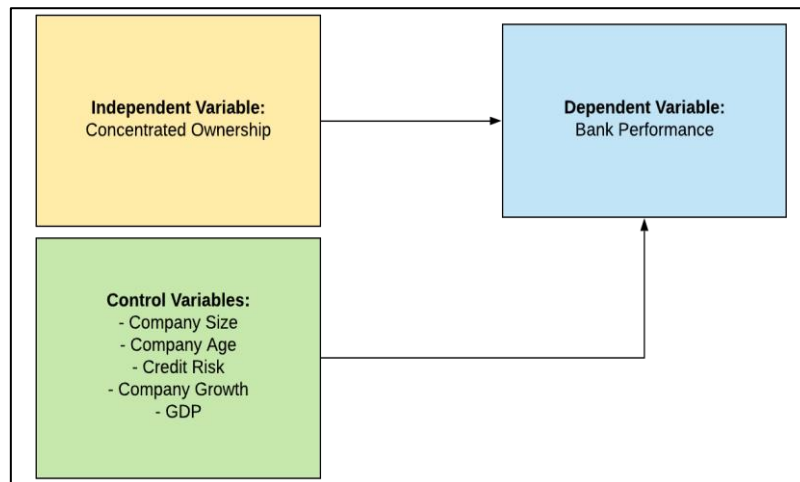 Independent Variable:
Concentrated Ownership
Dependent Variable:
Bank Performance
Control Variables:
- Company Size
- Company Age
- Credit Risk
- Company Growth
- GDP